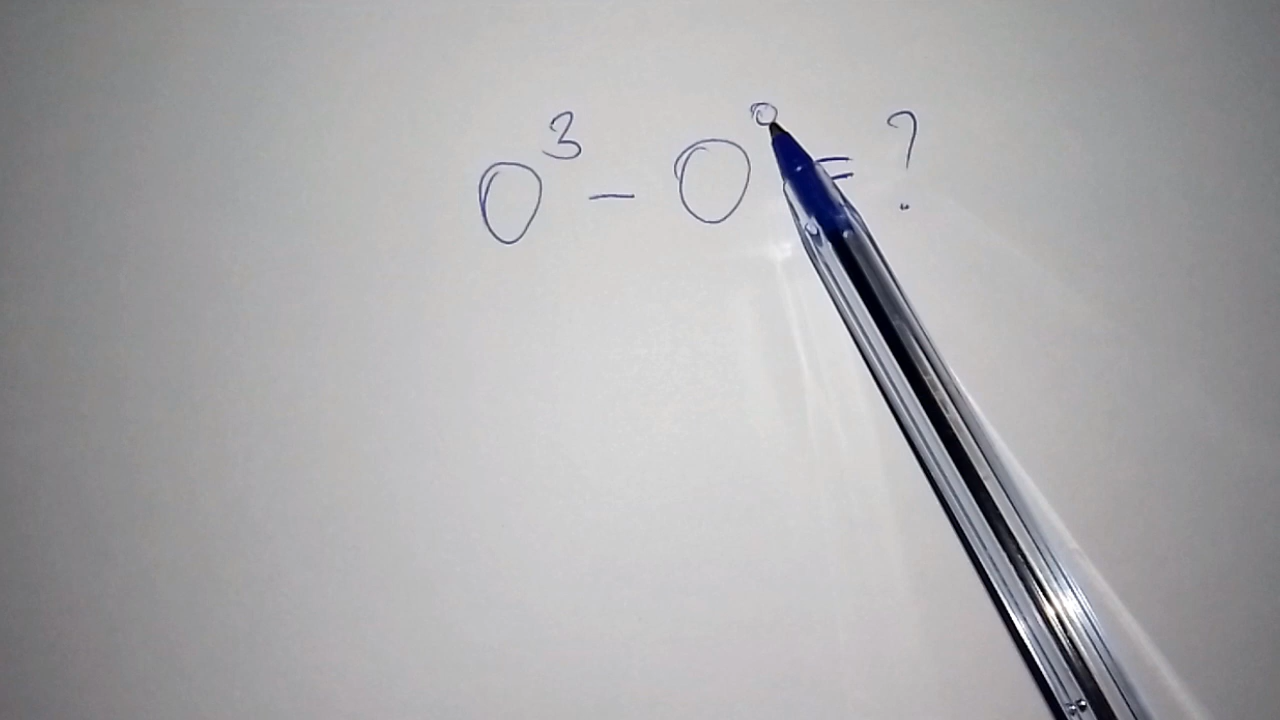 0³ - 0⁰ = ?